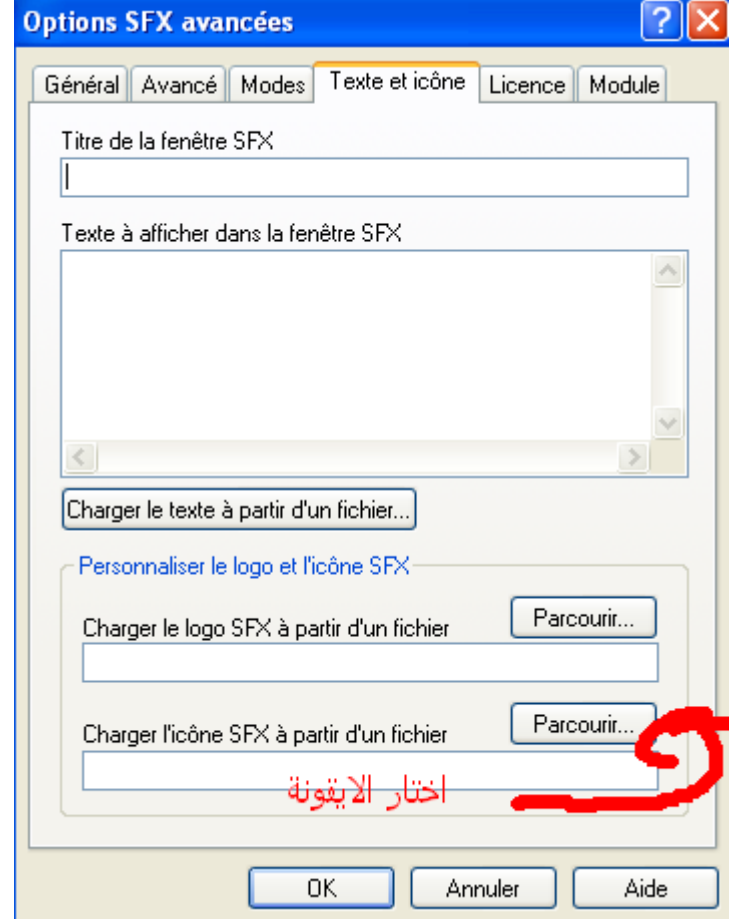 Options SFX avancées
Général Avancé Modes Texte et icône Licence Module
Titre de la fenêtre SFX
Texte à afficher dans la fenêtre SFX
Charger le texte à partir d'un fichier...
Personnaliser le logo et l'icône SFX
Charger le logo SFX à partir d'un fichier Parcourir...
Charger l'icône SFX à partir d'un fichier Parcourir...
اختار الايقونة
OK Annuler Aide